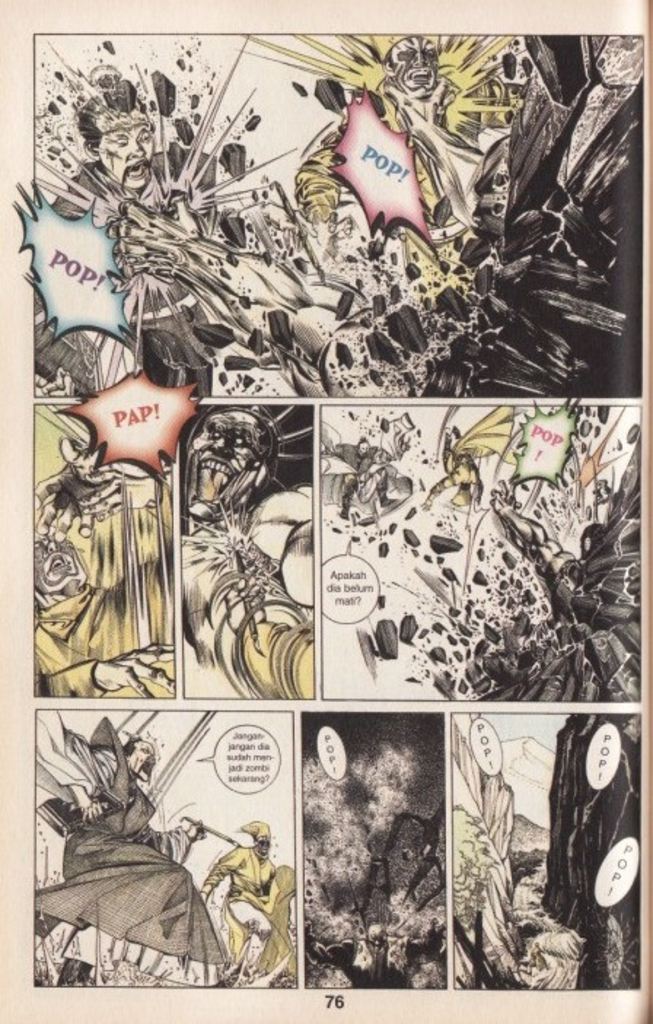 POP!
POP!
PAP!
POP
!
Apakah
dia belum
mati?
Jangan-
jangan dia
sudah men-
jadi zombi
sekarang?
POP!
POP!
POP!
POP!
76